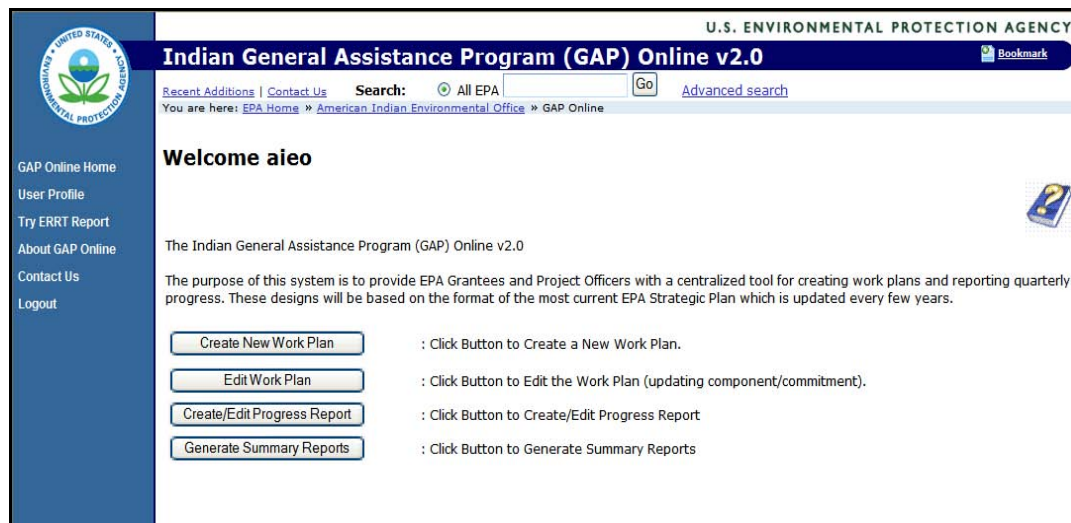 U.S. ENVIRONMENTAL PROTECTION AGENCY
UNITED STATES
ENVIRONMENTAL PROTECTION
AGENCY
Indian General Assistance Program (GAP) Online v2.0
Bookmark
Recent Additions | Contact Us Search: All EPA Go Advanced search
You are here: EPA Home » American Indian Environmental Office » GAP Online
GAP Online Home
User Profile
Try ERRT Report
About GAP Online
Contact Us
Logout
Welcome aieo
The Indian General Assistance Program (GAP) Online v2.0
The purpose of this system is to provide EPA Grantees and Project Officers with a centralized tool for creating work plans and reporting quarterly
progress. These designs will be based on the format of the most current EPA Strategic Plan which is updated every few years.
Create New Work Plan : Click Button to Create a New Work Plan.
Edit Work Plan : Click Button to Edit the Work Plan (updating component/commitment).
Create/Edit Progress Report : Click Button to Create/Edit Progress Report
Generate Summary Reports : Click Button to Generate Summary Reports